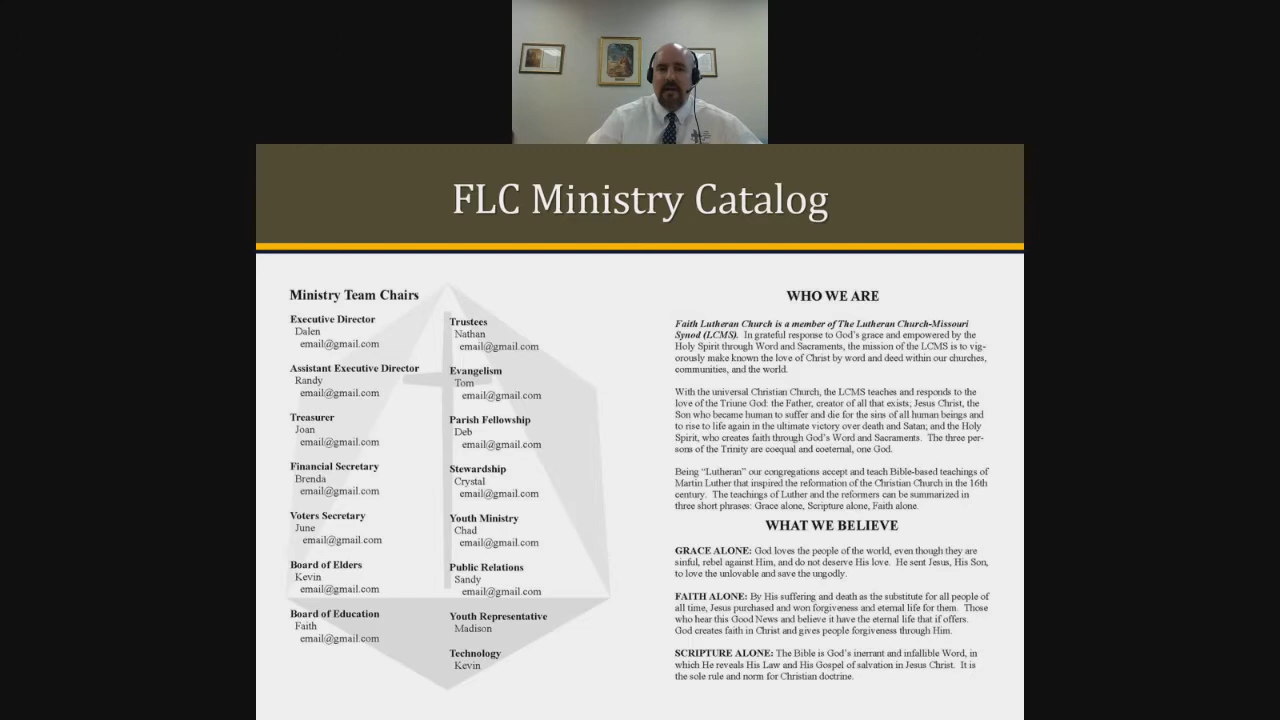 FLC Ministry Catalog
Ministry Team Chairs
Executive Director
Dalen
email@gmail.com
Assistant Executive Director
Randy
email@gmail.com
Treasurer
Joan
email@gmail.com
Financial Secretary
Brenda
email@gmail.com
Voters Secretary
June
email@gmail.com
Board of Elders
Kevin
email@gmail.com
Board of Education
Faith
email@gmail.com
Trustees
Nathan
email@gmail.com
Evangelism
Tom
email@gmail.com
Parish Fellowship
Deb
email@gmail.com
Stewardship
Crystal
email@gmail.com
Youth Ministry
Chad
email@gmail.com
Public Relations
Sandy
email@gmail.com
Youth Representative
Madison
Technology
Kevin
WHO WE ARE
Faith Lutheran Church is a member of The Lutheran Church-Missouri
Synod (LCMS). In grateful response to God's grace and empowered by the
Holy Spirit through Word and Sacraments, the mission of the LCMS is to vig-
orously make known the love of Christ by word and deed within our churches,
communities, and the world.
With the universal Christian Church, the LCMS teaches and responds to the
love of the Triune God: the Father, creator of all that exists; Jesus Christ, the
Son who became human to suffer and die for the sins of all human beings and
to rise to life again in the ultimate victory over death and Satan; and the Holy
Spirit, who creates faith through God's Word and Sacraments. The three per-
sons of the Trinity are coequal and coeternal, one God.
Being "Lutheran" our congregations accept and teach Bible-based teachings of
Martin Luther that inspired the reformation of the Christian Church in the 16th
century. The teachings of Luther and the reformers can be summarized in
three short phrases: Grace alone, Scripture alone, Faith alone.
WHAT WE BELIEVE
GRACE ALONE: God loves the people of the world, even though they are
sinful, rebel against Him, and do not deserve His love. He sent Jesus, His Son,
to love the unlovable and save the ungodly.
FAITH ALONE: By His suffering and death as the substitute for all people of
all time, Jesus purchased and won forgiveness and eternal life for them. Those
who hear this Good News and believe it have the eternal life that if offers.
God creates faith in Christ and gives people forgiveness through Him.
SCRIPTURE ALONE: The Bible is God's inerrant and infallible Word, in
which He reveals His Law and His Gospel of salvation in Jesus Christ. It is
the sole rule and norm for Christian doctrine.